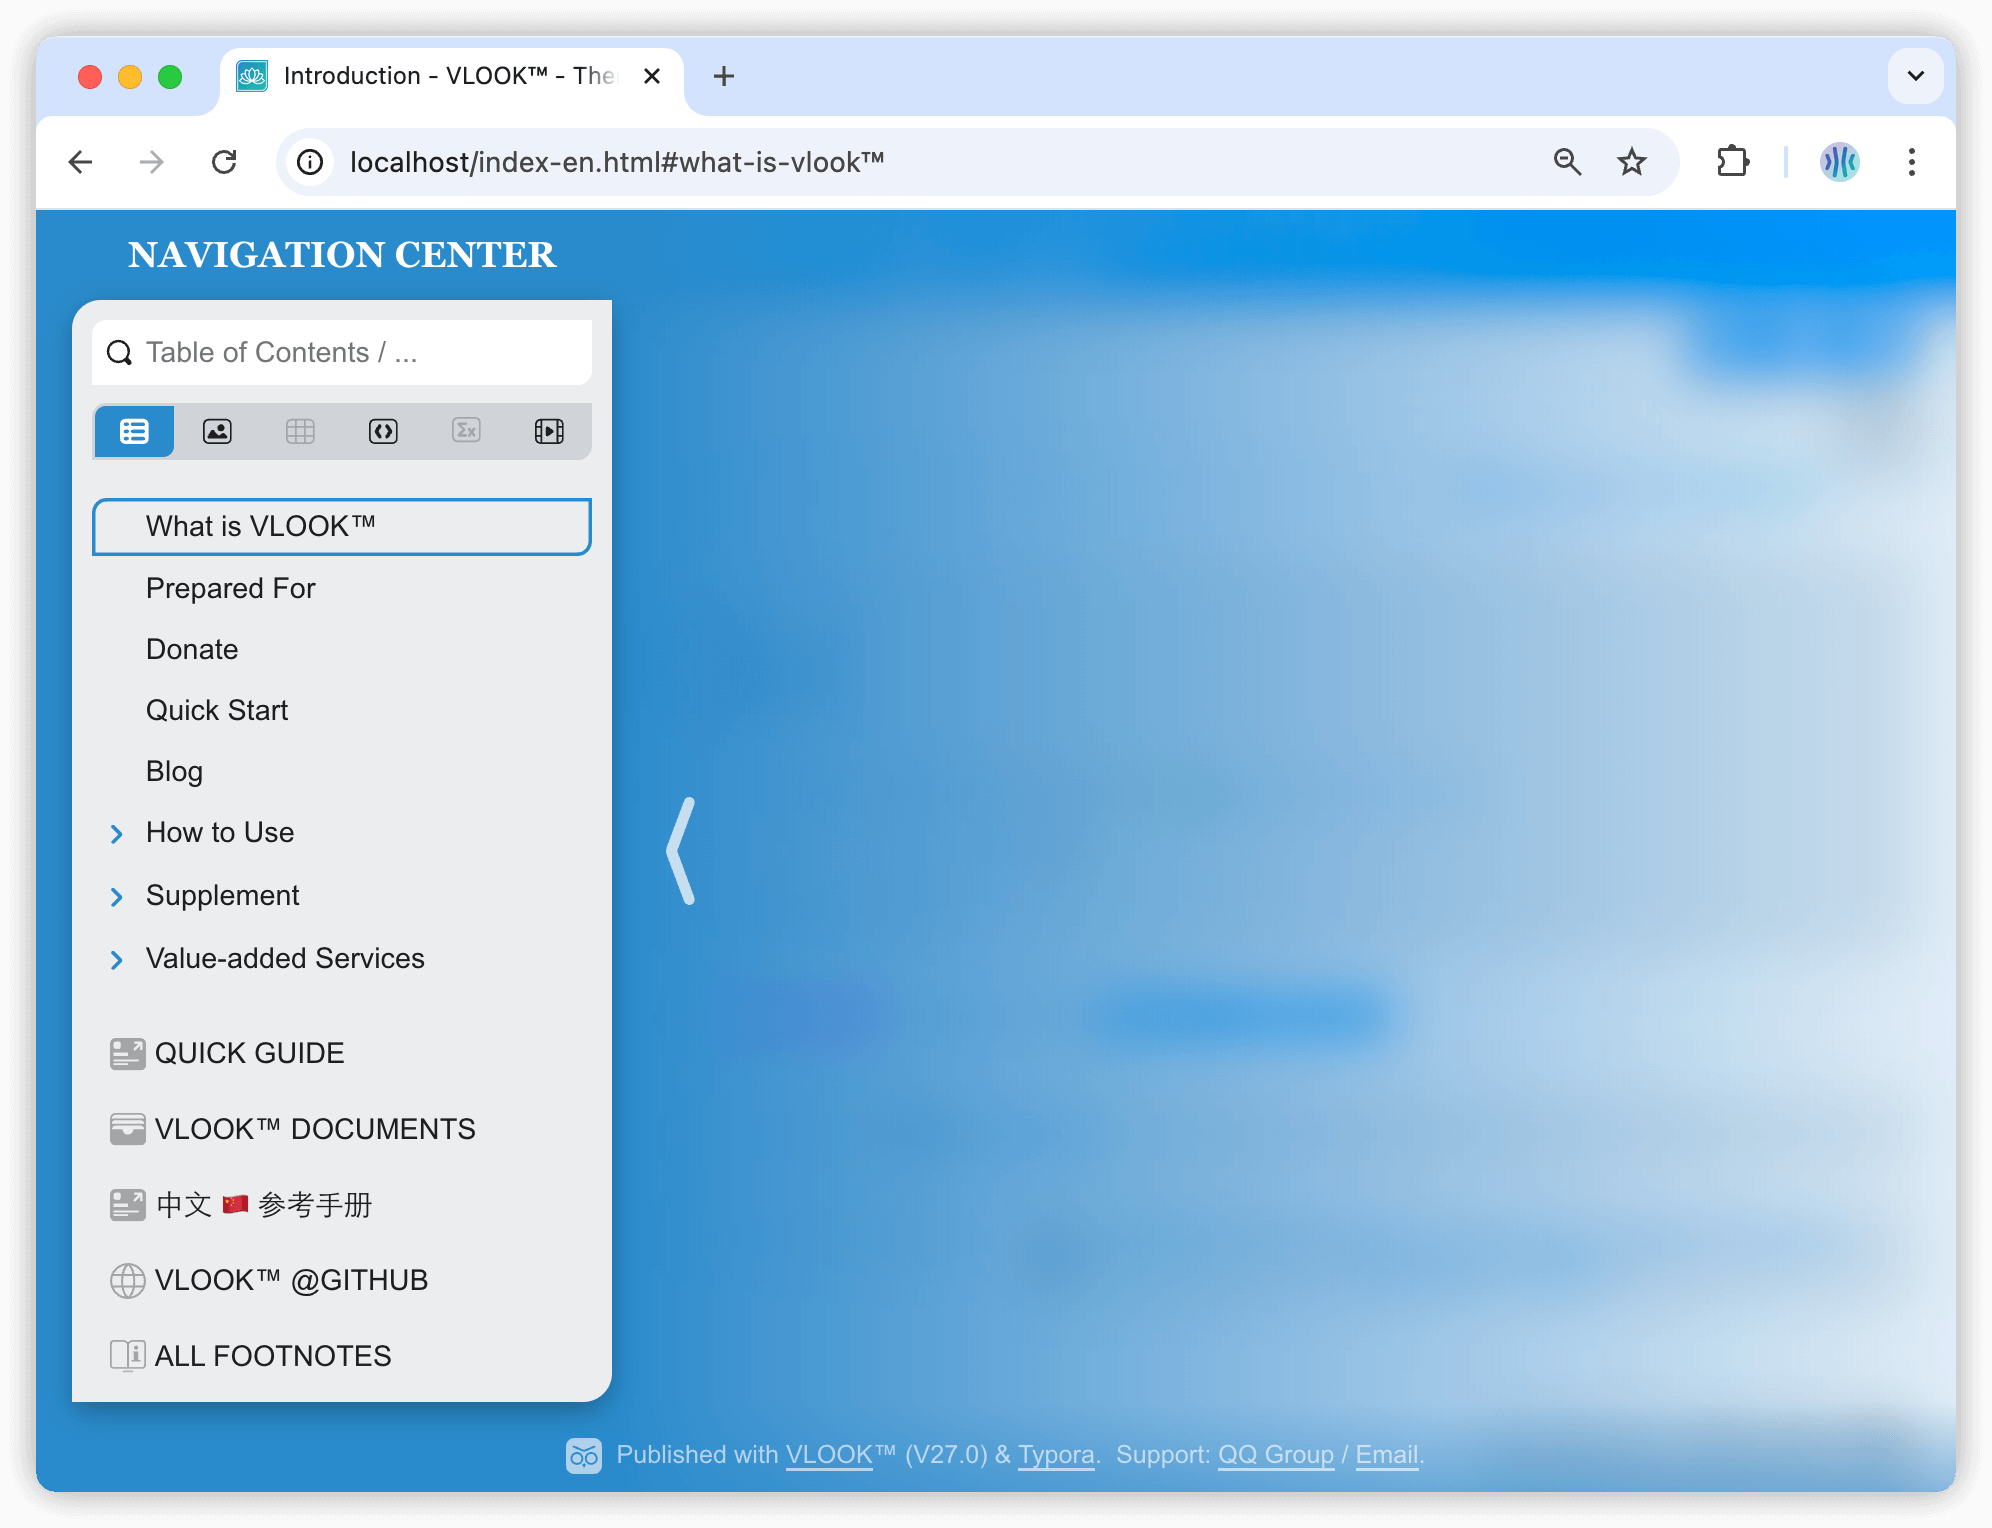 Introduction - VLOOK™ - The
localhost/index-en.html#what-is-vlook™
NAVIGATION CENTER
Table of Contents / ...
What is VLOOK™
Prepared For
Donate
Quick Start
Blog
How to Use
Supplement
Value-added Services
QUICK GUIDE
VLOOK™ DOCUMENTS
中文 🇨🇳 参考手册
VLOOK™ @GITHUB
ALL FOOTNOTES
Published with VLOOK™ (V27.0) & Typora. Support: QQ Group / Email.